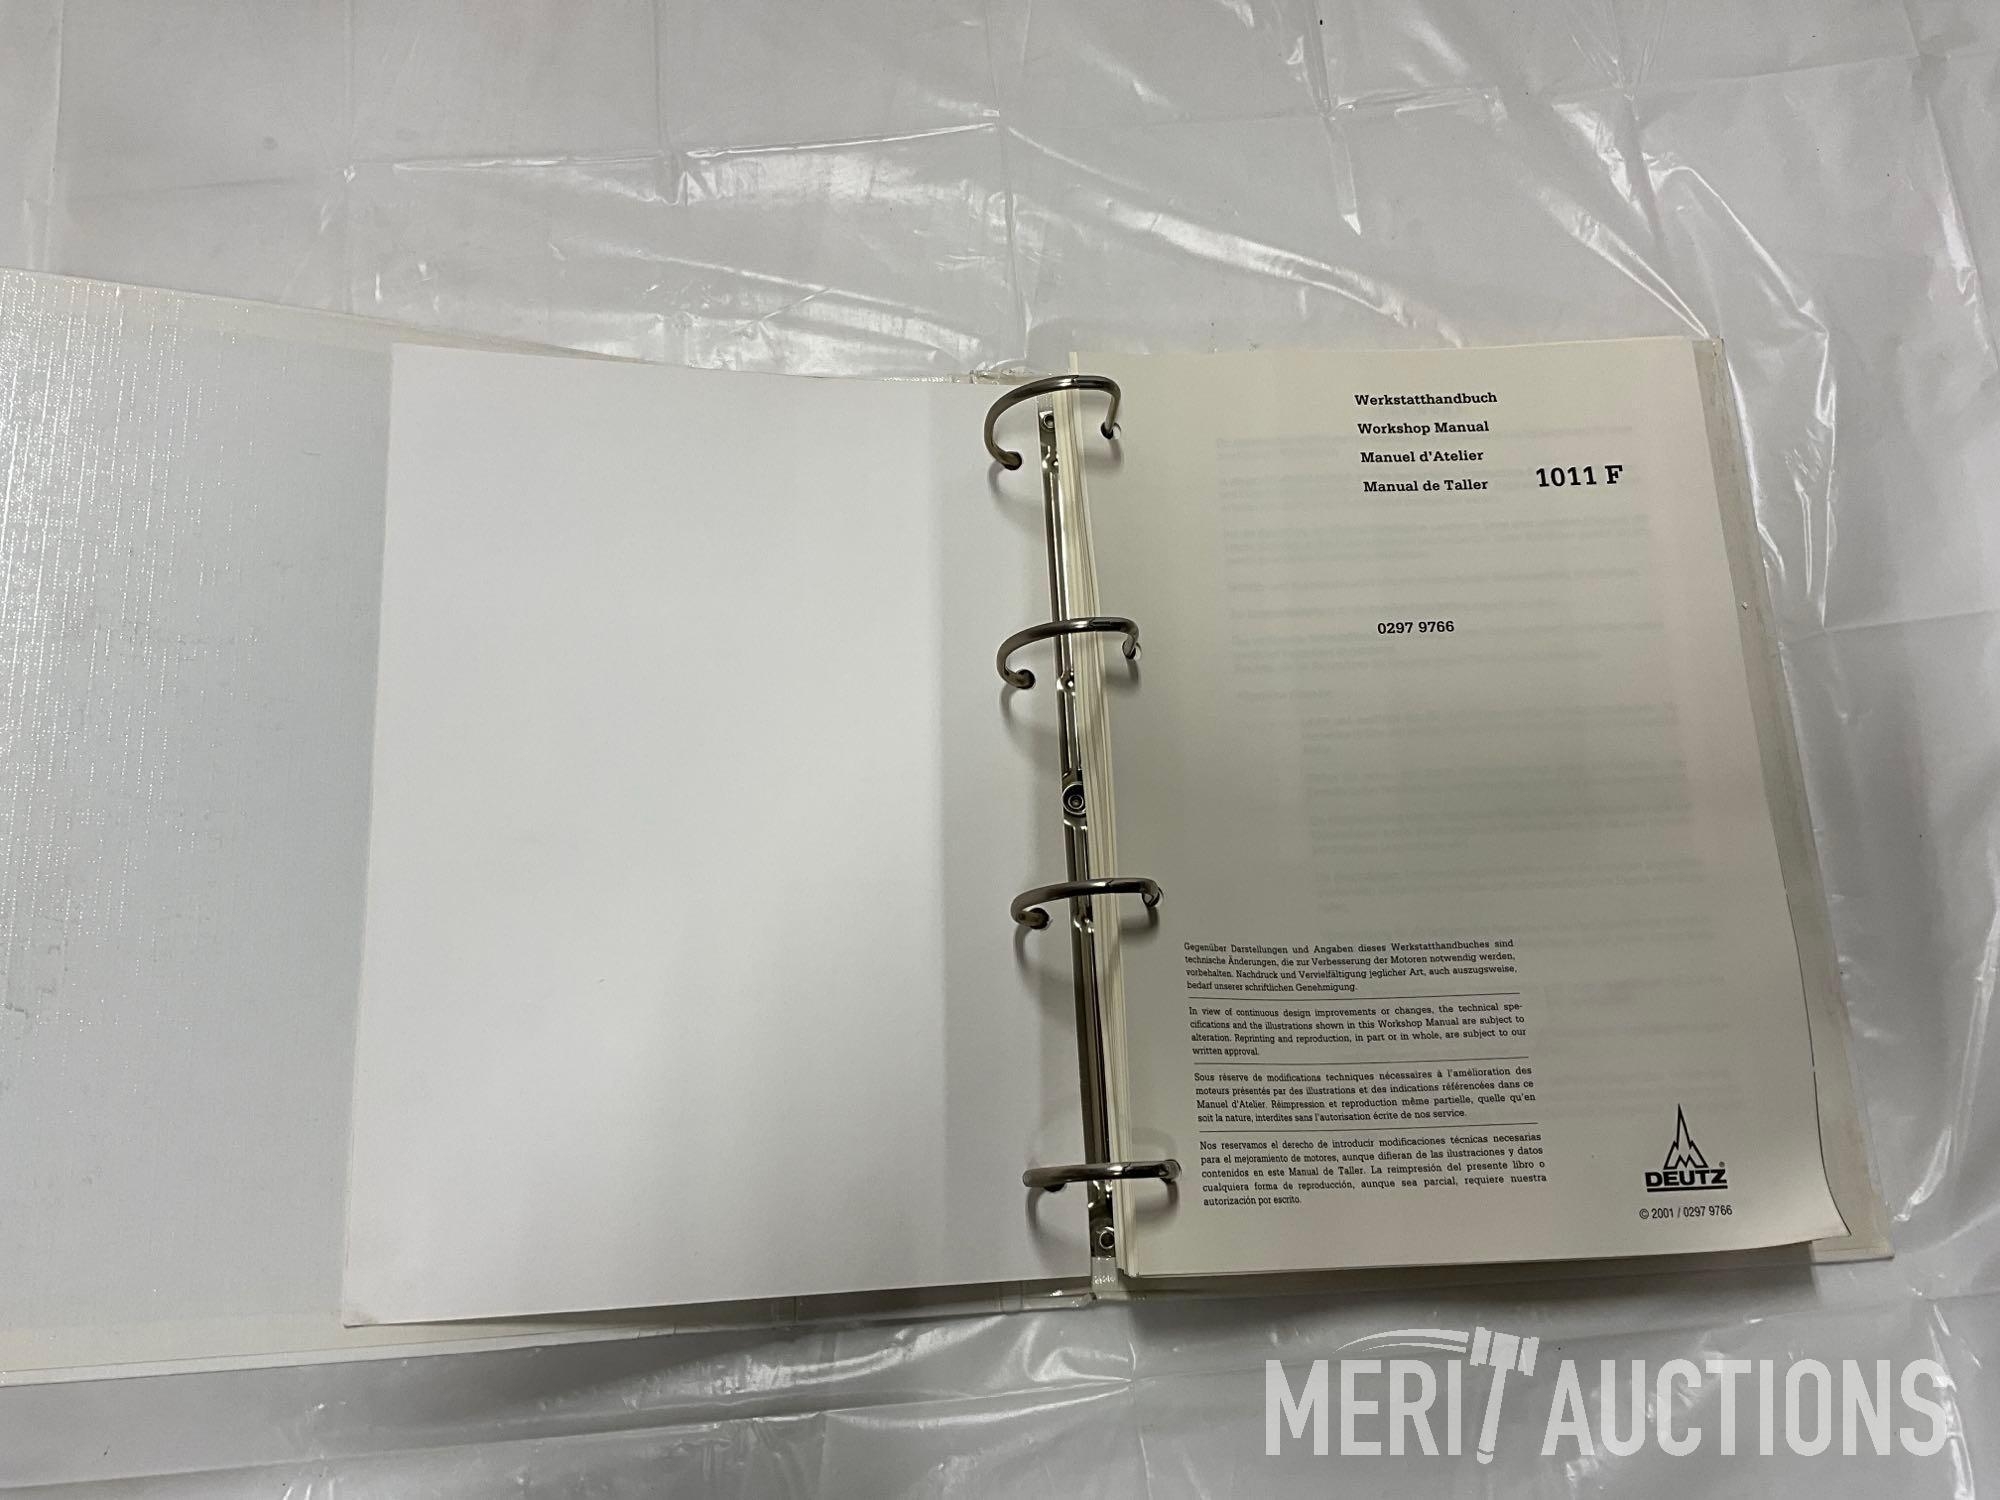 Werkstatthandbuch
Workshop Manual
Manuel d'Atelier
Manual de Taller
1011 F
0297 9766
Gegenüber Darstellungen und Angaben dieses Werkstatthandbuches sind
technische Änderungen, die zur Verbesserung der Motoren notwendig werden,
vorbehalten. Nachdruck und Vervielfältigung jeglicher Art, auch auszugsweise,
bedarf unserer schriftlichen Genehmigung.
In view of continuous design improvements or changes, the technical spe-
cifications and the illustrations shown in this Workshop Manual are subject to
alteration. Reprinting and reproduction, in part or in whole, are subject to our
written approval.
Sous réserve de modifications techniques nécessaires à l'amélioration des
moteurs présentés par des illustrations et des indications référencées dans ce
Manuel d'Atelier. Réimpression et reproduction même partielle, quelle qu'en
soit la nature, interdites sans l'autorisation écrite de nos service.
Nos reservamos el derecho de introducir modificaciones técnicas necesarias
para el mejoramiento de motores, aunque difieran de las ilustraciones y datos
contenidos en este Manual de Taller. La reimpresión del presente libro o
cualquiera forma de reproducción, aunque sea parcial, requiere nuestra
autorización por escrito.
DEUTZ®
© 2001 / 0297 9766
MERIT AUCTIONS